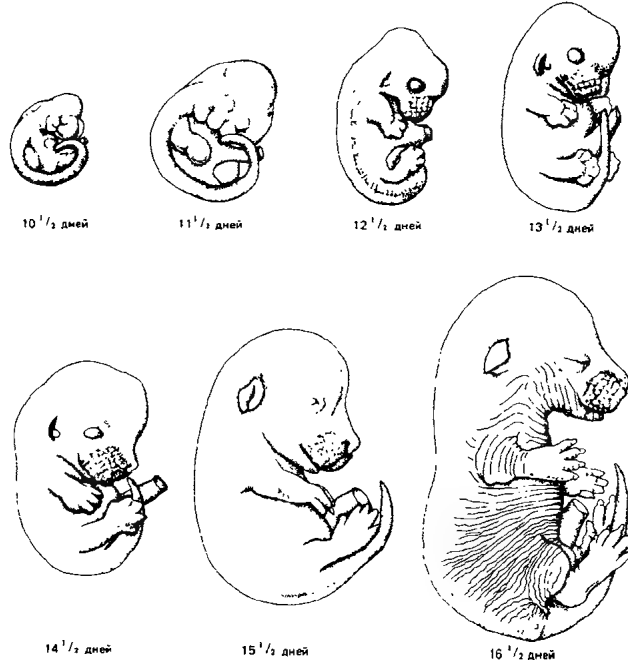 10 1/2 дней
11 1/2 дней
12 1/2 дней
13 1/2 дней
14 1/2 дней
15 1/2 дней
16 1/2 дней